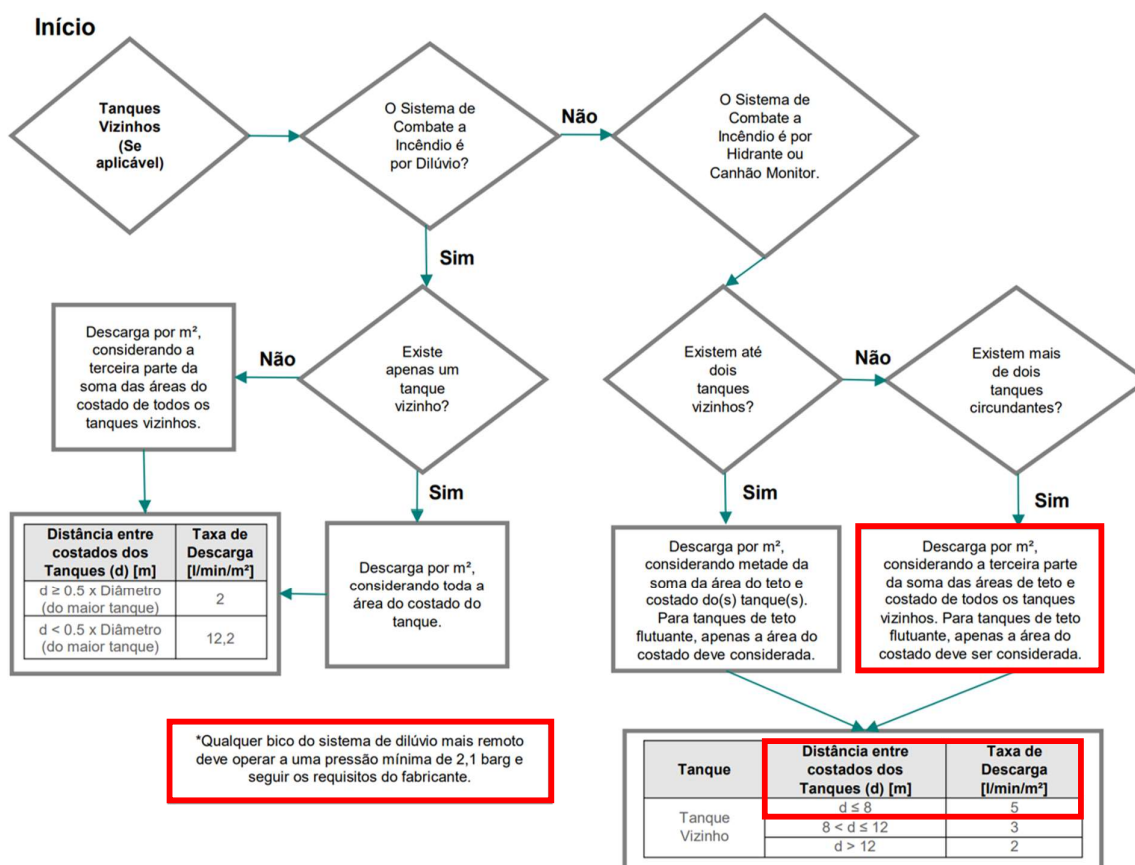 Início
Tanques
Vizinhos
(Se
aplicável)
O Sistema de
Combate a
Incêndio é
por Dilúvio?
Não
O Sistema de
Combate a
Incêndio é por
Hidrante ou
Canhão Monitor.
Sim
Descarga por m²,
considerando a
terceira parte da
soma das áreas do
costado de todos os
tanques vizinhos.
Não
Existe
apenas um
tanque
vizinho?
Existem até
dois
tanques
vizinhos?
Não
Existem mais
de dois
tanques
circundantes?
Sim
Sim
Sim
Distância entre
costados dos
Tanques (d) [m]
Taxa de
Descarga
[l/min/m²]
d ≥ 0.5 x Diâmetro
(do maior tanque)
2
d < 0.5 x Diâmetro
(do maior tanque)
12,2
Descarga por m²,
considerando toda a
área do costado do
tanque.
Descarga por m²,
considerando metade da
soma da área do teto e
costado do(s) tanque(s).
Para tanques de teto
flutuante, apenas a área do
costado deve considerada.
Descarga por m²,
considerando a terceira parte
da soma das áreas de teto e
costado de todos os tanques
vizinhos. Para tanques de teto
flutuante, apenas a área do
costado deve ser considerada.
*Qualquer bico do sistema de dilúvio mais remoto
deve operar a uma pressão mínima de 2,1 barg e
seguir os requisitos do fabricante.
Tanque
Distância entre
costados dos
Tanques (d) [m]
Taxa de
Descarga
[l/min/m²]
Tanque
Vizinho
d ≤ 8
5
8 < d ≤ 12
3
d > 12
2